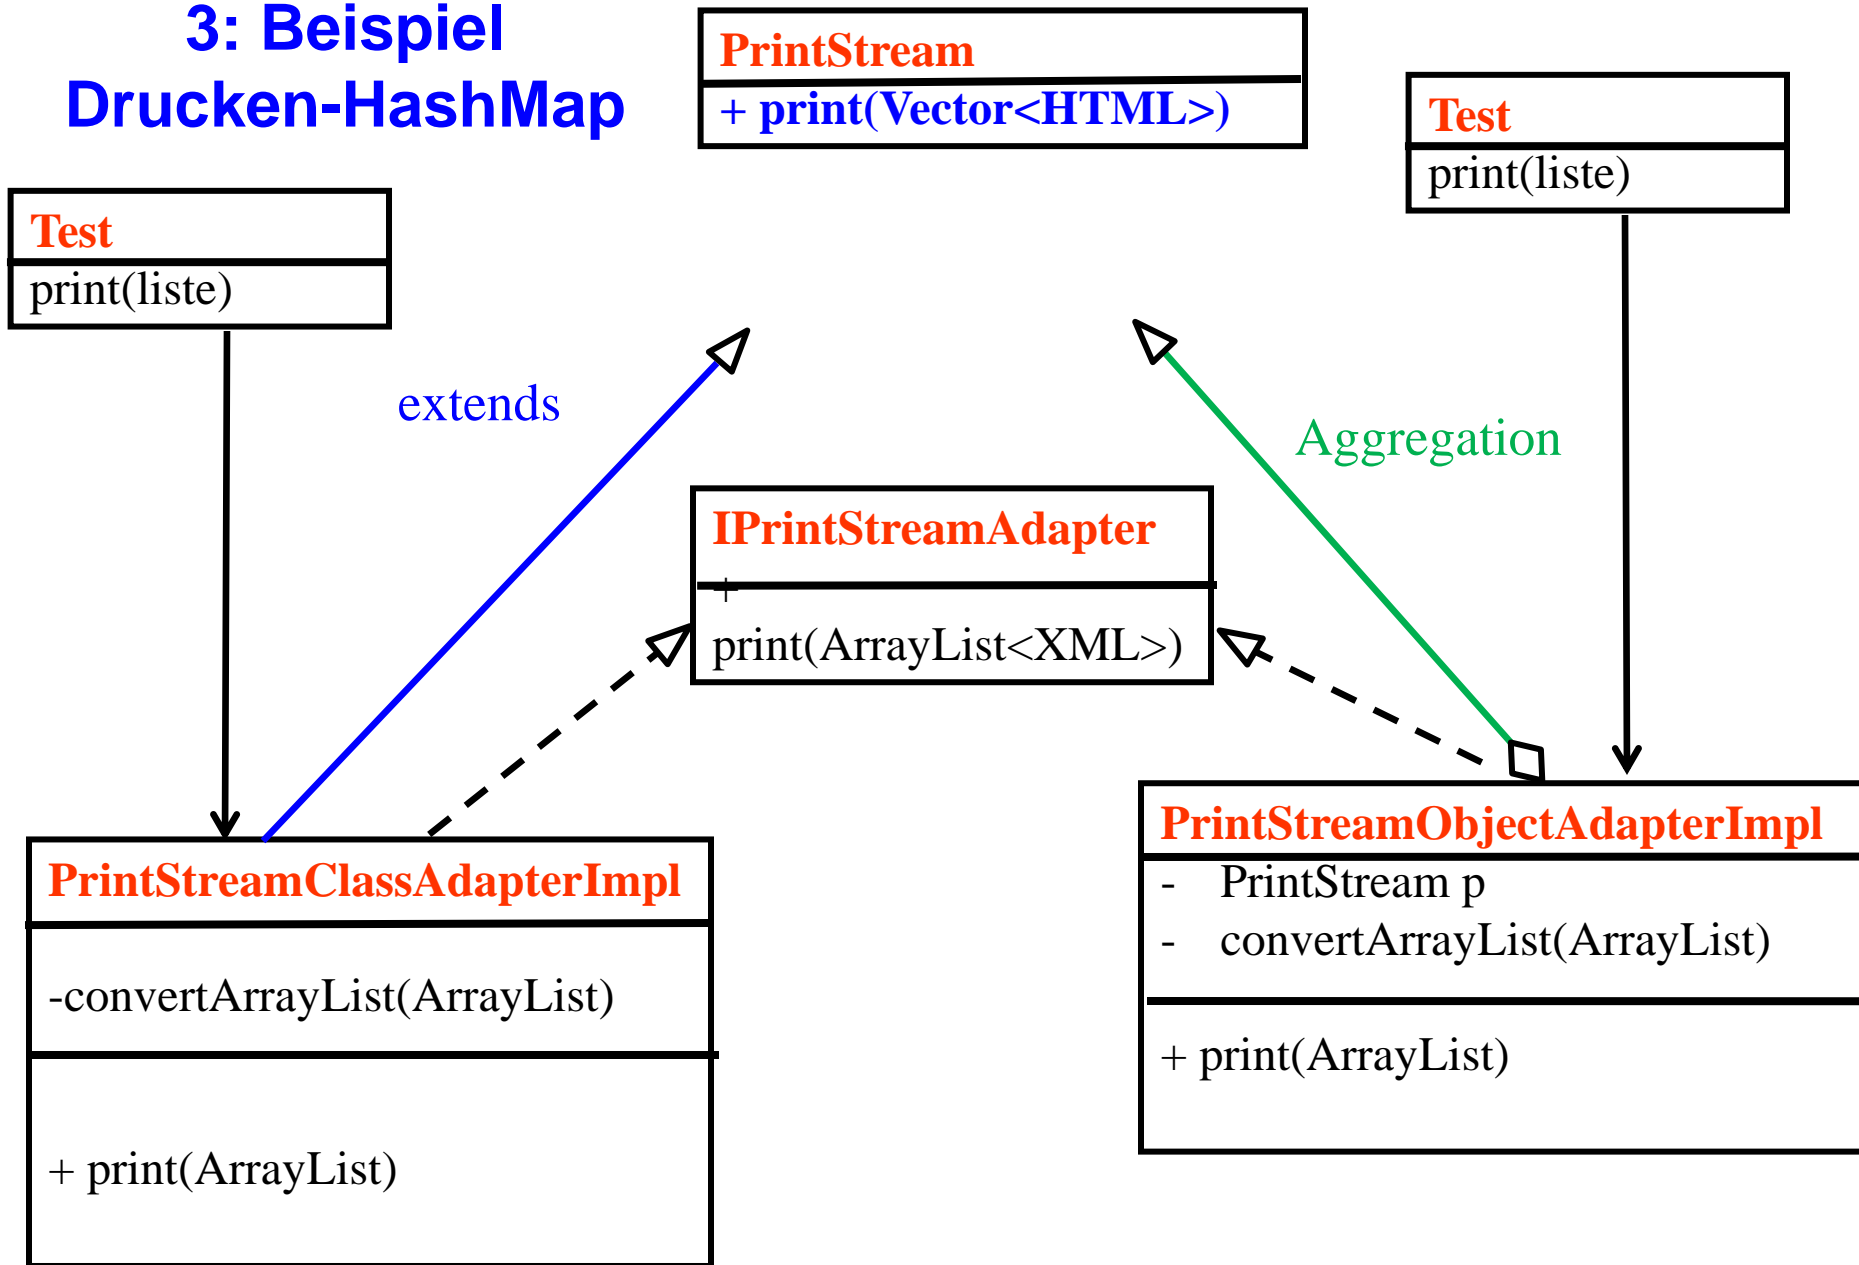 3: Beispiel
Drucken-HashMap
PrintStream
+ print(Vector<HTML>)
Test
print(liste)
Test
print(liste)
extends
Aggregation
IPrintStreamAdapter
+
print(ArrayList<XML>)
PrintStreamClassAdapterImpl
-convertArrayList(ArrayList)
+ print(ArrayList)
PrintStreamObjectAdapterImpl
- PrintStream p
- convertArrayList(ArrayList)
+ print(ArrayList)